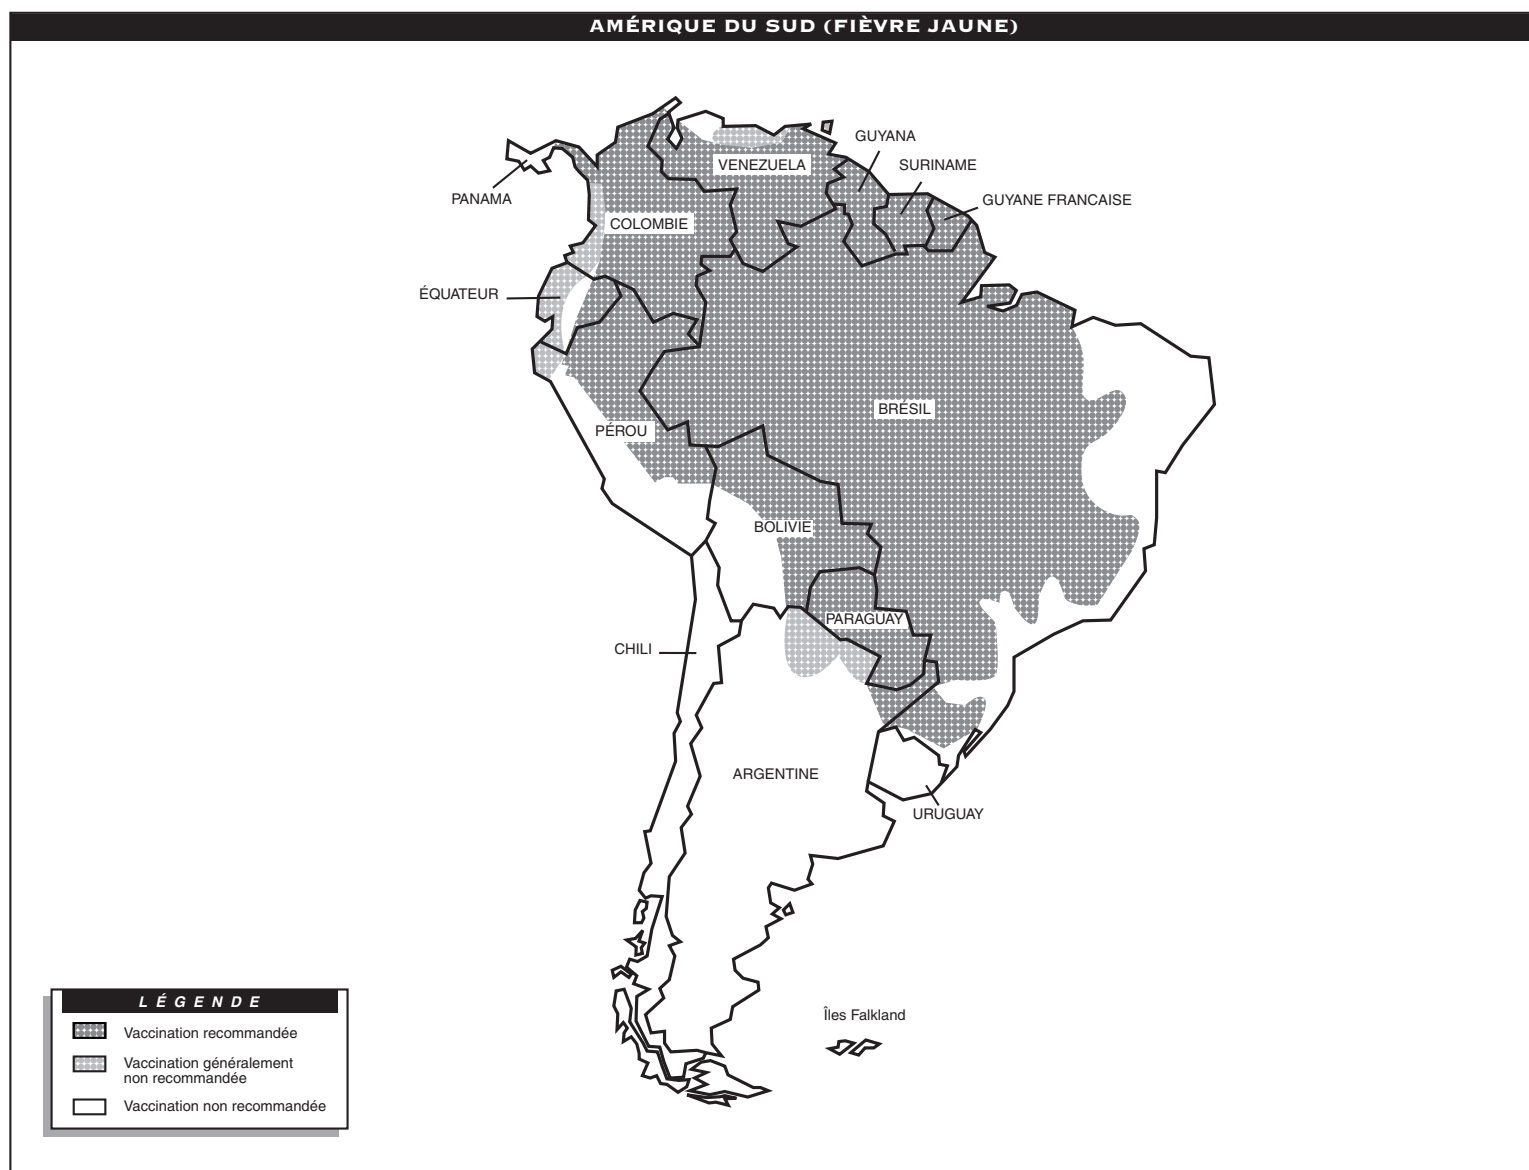 AMÉRIQUE DU SUD (FIÈVRE JAUNE)
GUYANA
VENEZUELA
SURINAME
PANAMA
GUYANE FRANCAISE
COLOMBIE
ÉQUATEUR
BRÉSIL
PÉROU
BOLIVIE
PARAGUAY
CHILI
ARGENTINE
URUGUAY
Îles Falkland
LÉGENDE
Vaccination recommandée
Vaccination généralement
non recommandée
Vaccination non recommandée